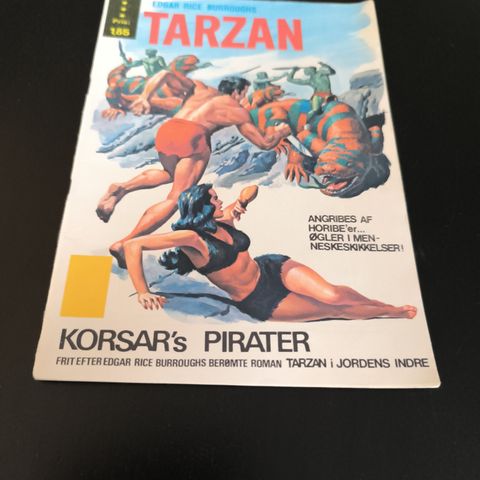 Pris:
1,85
EDGAR RICE BURROUGHS
TARZAN
ANGRIBES AF
HORIBE'er...
ØGLER I MEN-
NESKESKIKKELSER!
KORSAR's PIRATER
FRIT EFTER EDGAR RICE BURROUGHS BERØMTE ROMAN TARZAN i JORDENS INDRE